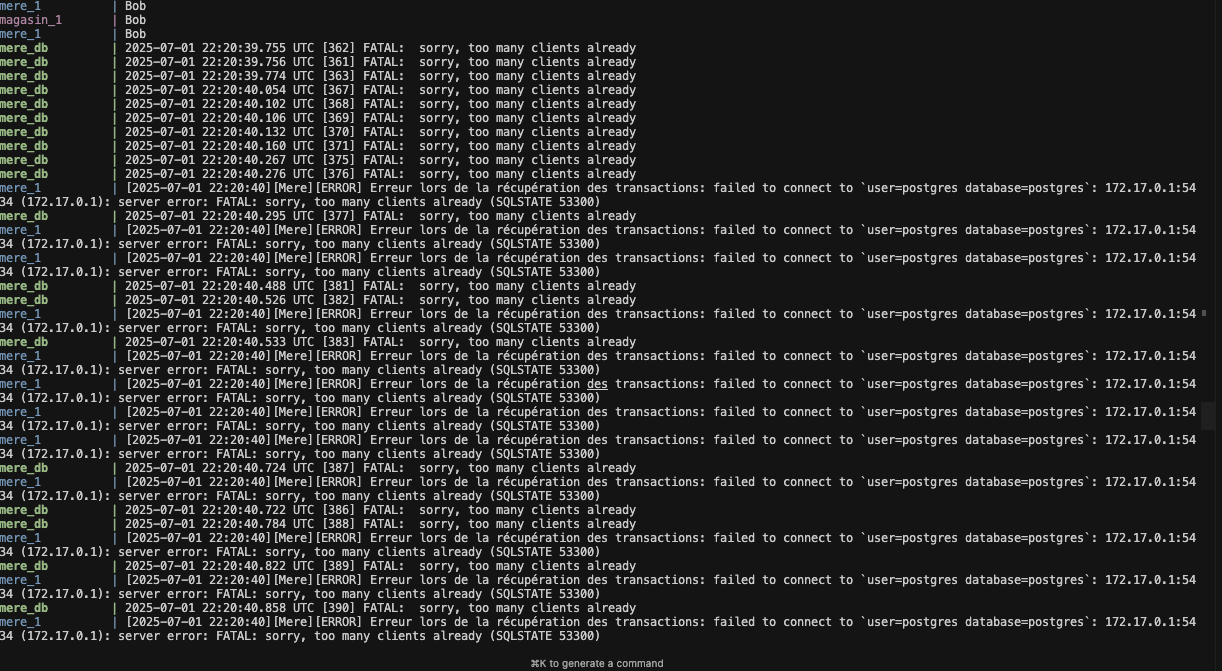 mere_1 | Bob
magasin_1 | Bob
mere_1 | Bob
mere_db | 2025-07-01 22:20:39.755 UTC [362] FATAL: sorry, too many clients already
mere_db | 2025-07-01 22:20:39.756 UTC [361] FATAL: sorry, too many clients already
mere_db | 2025-07-01 22:20:39.774 UTC [363] FATAL: sorry, too many clients already
mere_db | 2025-07-01 22:20:40.054 UTC [367] FATAL: sorry, too many clients already
mere_db | 2025-07-01 22:20:40.102 UTC [368] FATAL: sorry, too many clients already
mere_db | 2025-07-01 22:20:40.106 UTC [369] FATAL: sorry, too many clients already
mere_db | 2025-07-01 22:20:40.132 UTC [370] FATAL: sorry, too many clients already
mere_db | 2025-07-01 22:20:40.160 UTC [371] FATAL: sorry, too many clients already
mere_db | 2025-07-01 22:20:40.267 UTC [375] FATAL: sorry, too many clients already
mere_db | 2025-07-01 22:20:40.276 UTC [376] FATAL: sorry, too many clients already
mere_1 | [2025-07-01 22:20:40][Mere][ERROR] Erreur lors de la récupération des transactions: failed to connect to `user=postgres database=postgres`: 172.17.0.1:54
34 (172.17.0.1): server error: FATAL: sorry, too many clients already (SQLSTATE 53300)
mere_db | 2025-07-01 22:20:40.295 UTC [377] FATAL: sorry, too many clients already
mere_1 | [2025-07-01 22:20:40][Mere][ERROR] Erreur lors de la récupération des transactions: failed to connect to `user=postgres database=postgres`: 172.17.0.1:54
34 (172.17.0.1): server error: FATAL: sorry, too many clients already (SQLSTATE 53300)
mere_1 | [2025-07-01 22:20:40][Mere][ERROR] Erreur lors de la récupération des transactions: failed to connect to `user=postgres database=postgres`: 172.17.0.1:54
34 (172.17.0.1): server error: FATAL: sorry, too many clients already (SQLSTATE 53300)
mere_db | 2025-07-01 22:20:40.488 UTC [381] FATAL: sorry, too many clients already
mere_db | 2025-07-01 22:20:40.526 UTC [382] FATAL: sorry, too many clients already
mere_1 | [2025-07-01 22:20:40][Mere][ERROR] Erreur lors de la récupération des transactions: failed to connect to `user=postgres database=postgres`: 172.17.0.1:54
34 (172.17.0.1): server error: FATAL: sorry, too many clients already (SQLSTATE 53300)
mere_db | 2025-07-01 22:20:40.533 UTC [383] FATAL: sorry, too many clients already
mere_1 | [2025-07-01 22:20:40][Mere][ERROR] Erreur lors de la récupération des transactions: failed to connect to `user=postgres database=postgres`: 172.17.0.1:54
34 (172.17.0.1): server error: FATAL: sorry, too many clients already (SQLSTATE 53300)
mere_1 | [2025-07-01 22:20:40][Mere][ERROR] Erreur lors de la récupération des transactions: failed to connect to `user=postgres database=postgres`: 172.17.0.1:54
34 (172.17.0.1): server error: FATAL: sorry, too many clients already (SQLSTATE 53300)
mere_1 | [2025-07-01 22:20:40][Mere][ERROR] Erreur lors de la récupération des transactions: failed to connect to `user=postgres database=postgres`: 172.17.0.1:54
34 (172.17.0.1): server error: FATAL: sorry, too many clients already (SQLSTATE 53300)
mere_1 | [2025-07-01 22:20:40][Mere][ERROR] Erreur lors de la récupération des transactions: failed to connect to `user=postgres database=postgres`: 172.17.0.1:54
34 (172.17.0.1): server error: FATAL: sorry, too many clients already (SQLSTATE 53300)
mere_db | 2025-07-01 22:20:40.724 UTC [387] FATAL: sorry, too many clients already
mere_1 | [2025-07-01 22:20:40][Mere][ERROR] Erreur lors de la récupération des transactions: failed to connect to `user=postgres database=postgres`: 172.17.0.1:54
34 (172.17.0.1): server error: FATAL: sorry, too many clients already (SQLSTATE 53300)
mere_db | 2025-07-01 22:20:40.722 UTC [386] FATAL: sorry, too many clients already
mere_db | 2025-07-01 22:20:40.784 UTC [388] FATAL: sorry, too many clients already
mere_1 | [2025-07-01 22:20:40][Mere][ERROR] Erreur lors de la récupération des transactions: failed to connect to `user=postgres database=postgres`: 172.17.0.1:54
34 (172.17.0.1): server error: FATAL: sorry, too many clients already (SQLSTATE 53300)
mere_db | 2025-07-01 22:20:40.822 UTC [389] FATAL: sorry, too many clients already
mere_1 | [2025-07-01 22:20:40][Mere][ERROR] Erreur lors de la récupération des transactions: failed to connect to `user=postgres database=postgres`: 172.17.0.1:54
34 (172.17.0.1): server error: FATAL: sorry, too many clients already (SQLSTATE 53300)
mere_db | 2025-07-01 22:20:40.858 UTC [390] FATAL: sorry, too many clients already
mere_1 | [2025-07-01 22:20:40][Mere][ERROR] Erreur lors de la récupération des transactions: failed to connect to `user=postgres database=postgres`: 172.17.0.1:54
34 (172.17.0.1): server error: FATAL: sorry, too many clients already (SQLSTATE 53300)
⌘K to generate a command